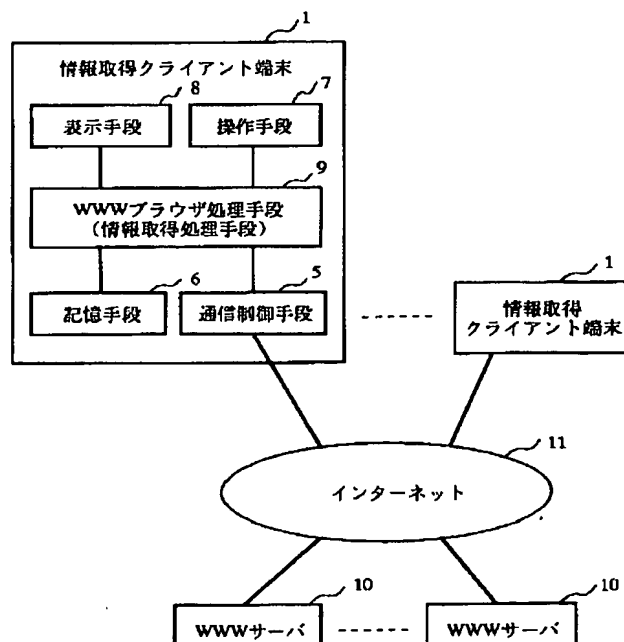 1
情報取得クライアント端末
8
7
表示手段
操作手段
9
WWWブラウザ処理手段
(情報取得処理手段)
6
5
1
記憶手段
通信制御手段
情報取得
クライアント端末
11
インターネット
10
10
WWWサーバ
WWWサーバ